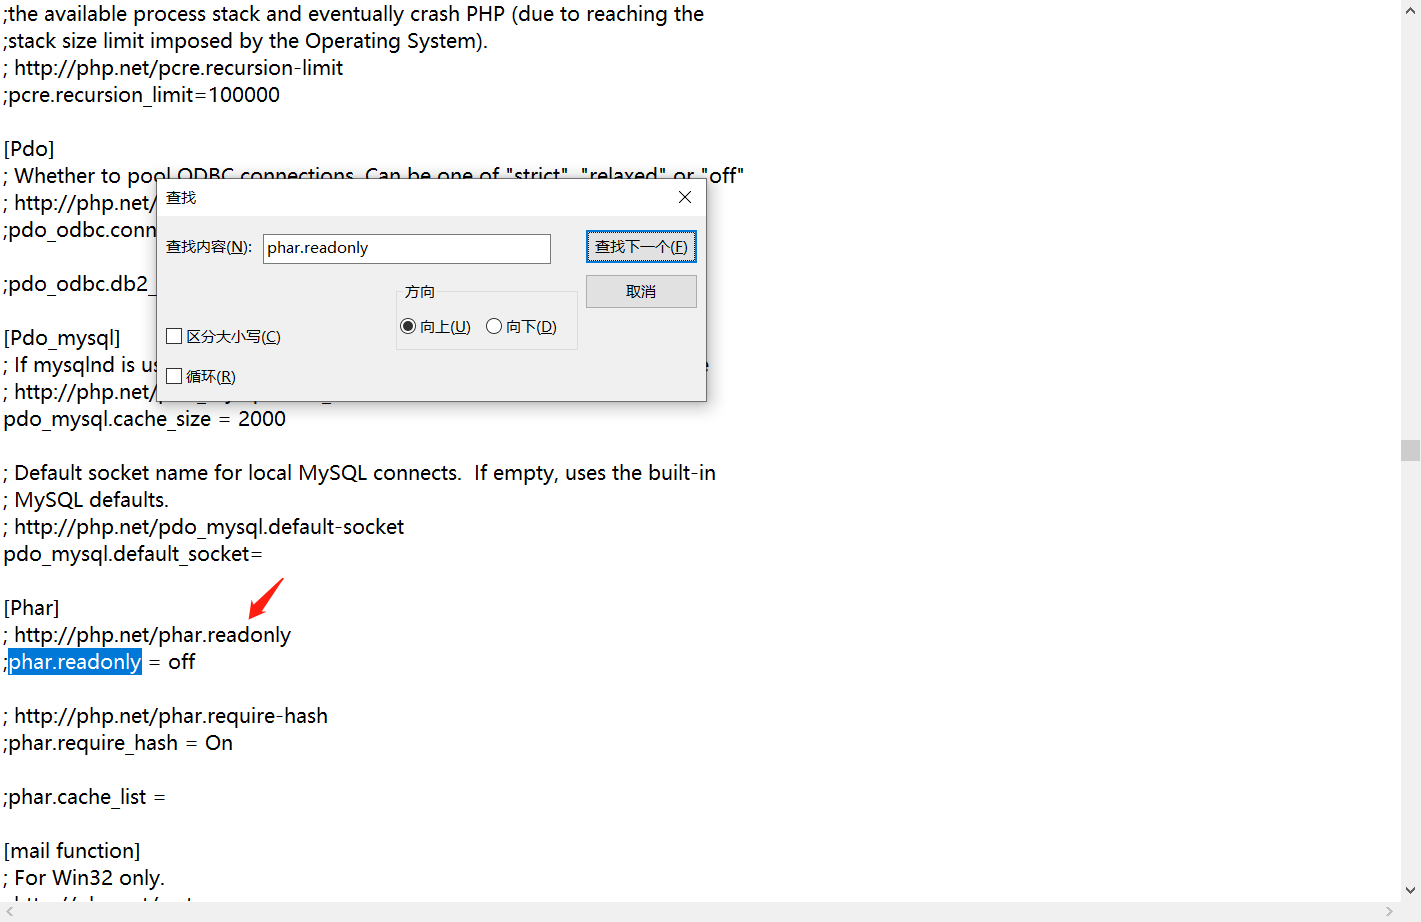 ;the available process stack and eventually crash PHP (due to reaching the
;stack size limit imposed by the Operating System).
; http://php.net/pcre.recursion-limit
;pcre.recursion_limit=100000
[Pdo]
; Whether to pool ODBC connections. Can be one of "strict", "relaxed" or "off"
; http://php.net/
;pdo_odbc.conn
;pdo_odbc.db2_
[Pdo_mysql]
; If mysqlnd is us
; http://php.net/
pdo_mysql.cache_size = 2000
; Default socket name for local MySQL connects.  If empty, uses the built-in
; MySQL defaults.
; http://php.net/pdo_mysql.default-socket
pdo_mysql.default_socket=
[Phar]
; http://php.net/phar.readonly
;phar.readonly = off
; http://php.net/phar.require-hash
;phar.require_hash = On
;phar.cache_list =
[mail function]
; For Win32 only.
查找
查找内容(N): phar.readonly
查找下一个(F)
取消
方向
向上(U) 向下(D)
区分大小写(C)
循环(R)